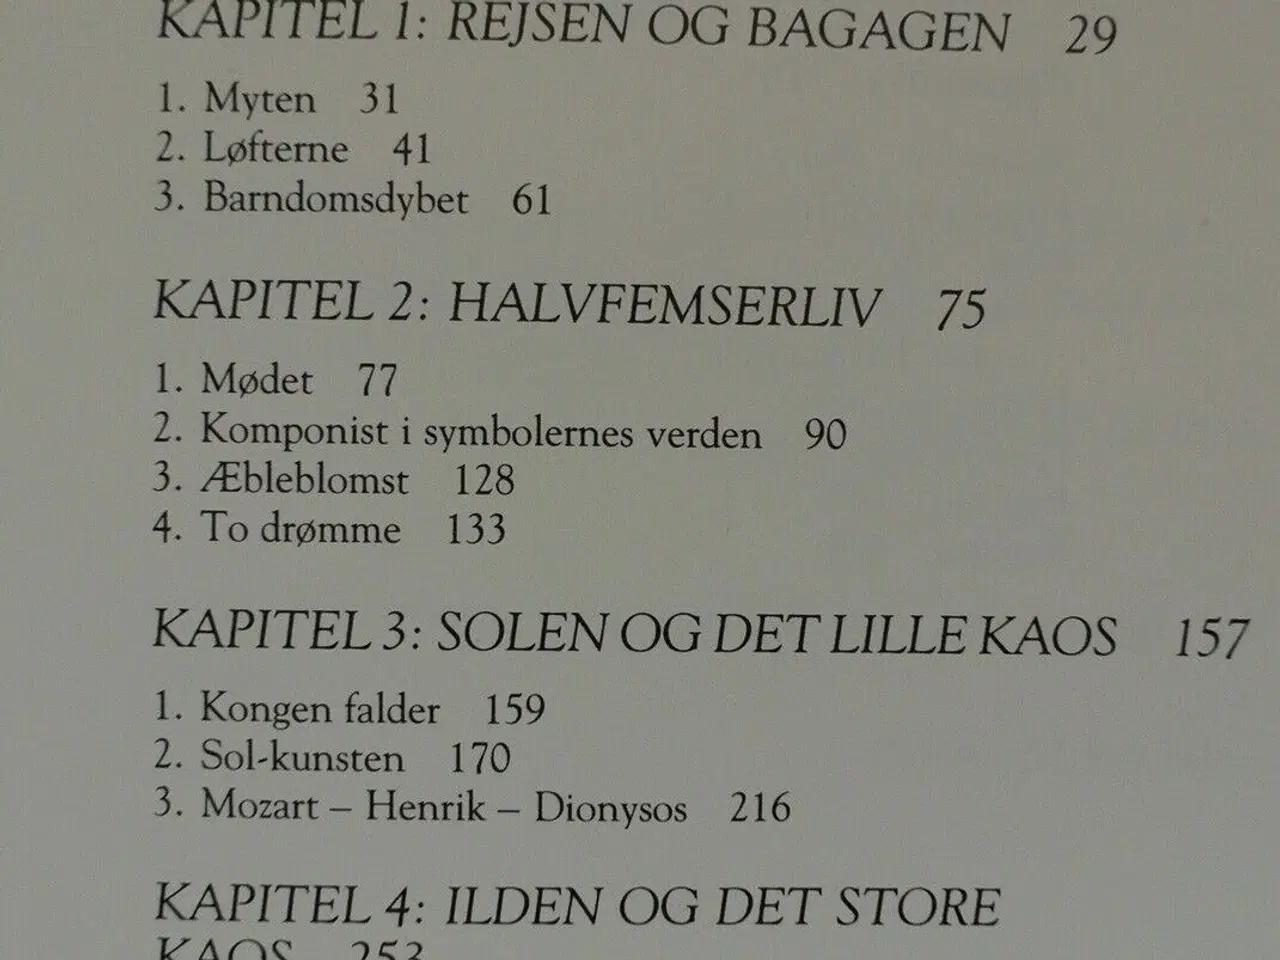 KAPITEL 1: REJSEN OG BAGAGEN 29
1. Myten 31
2. Løfterne 41
3. Barndomsdybet 61
KAPITEL 2: HALVFEMSERLIV 75
1. Mødet 77
2. Komponist i symbolernes verden 90
3. Æbleblomst 128
4. To drømme 133
KAPITEL 3: SOLEN OG DET LILLE KAOS 157
1. Kongen falder 159
2. Sol-kunsten 170
3. Mozart – Henrik – Dionysos 216
KAPITEL 4: ILDEN OG DET STORE
KAOS 253